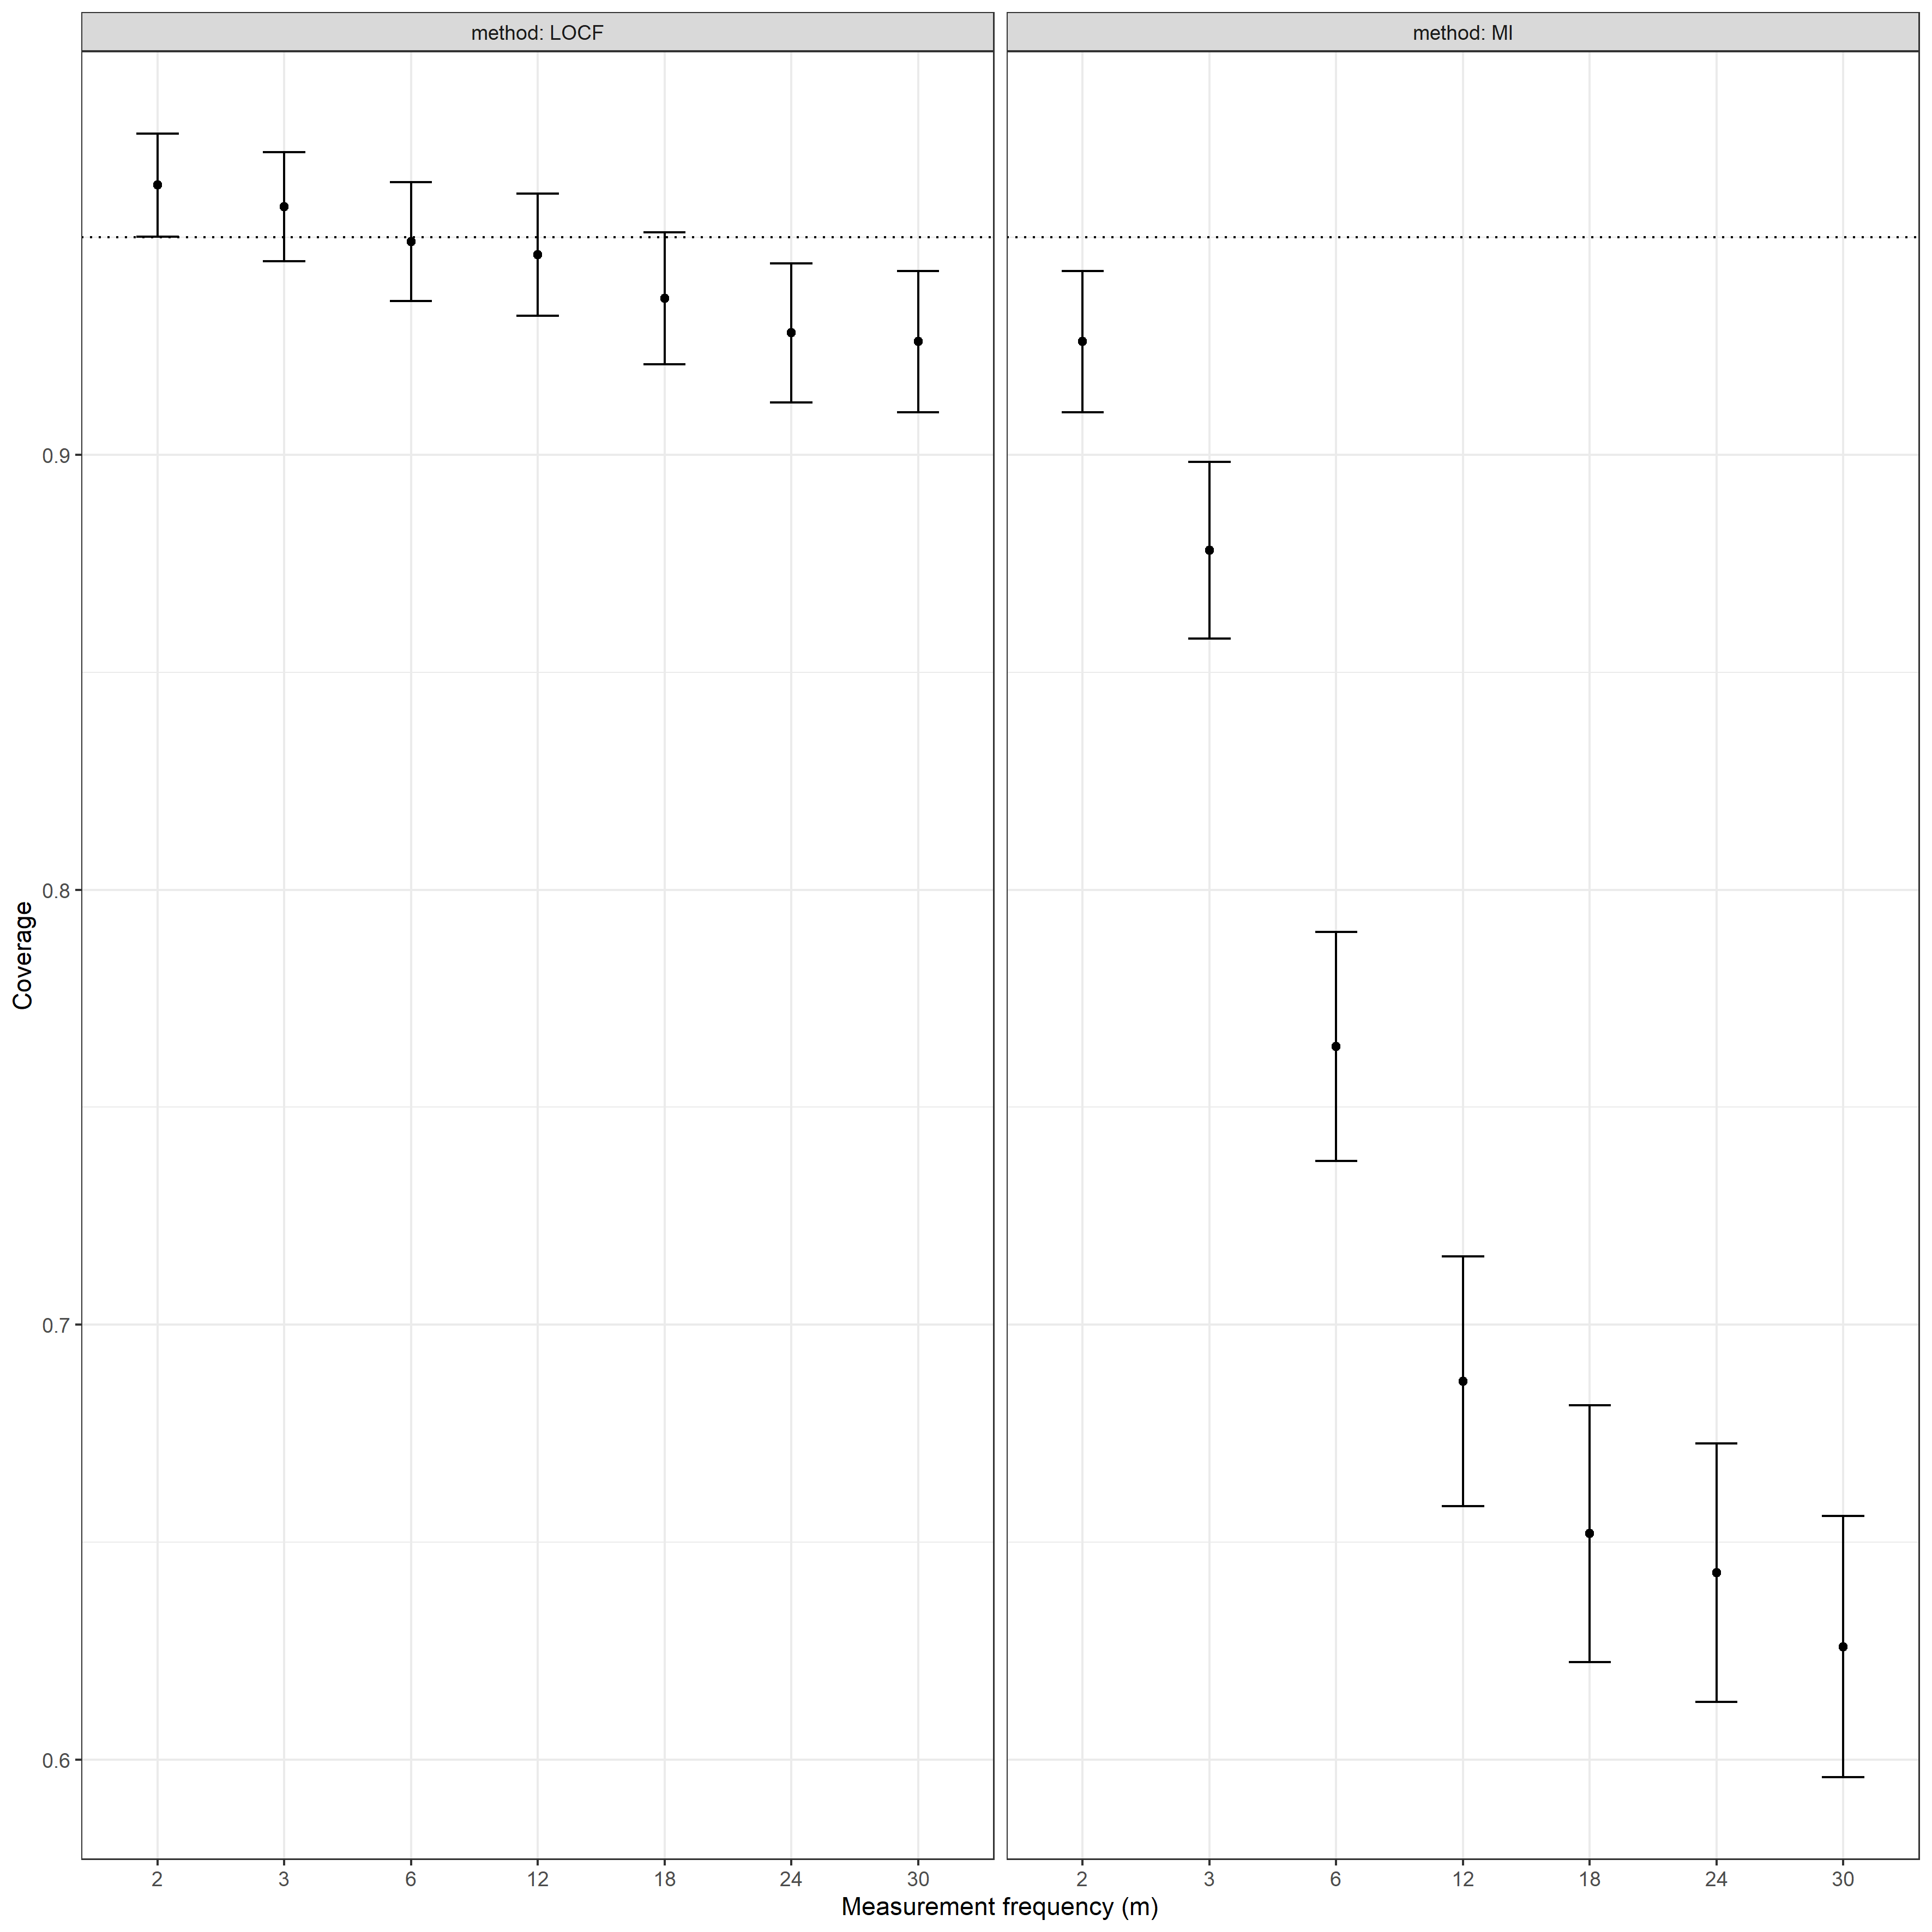 method: LOCF
method: MI
0.9
0.8
0.7
0.6
Coverage
2 3 6 12 18 24 30
2 3 6 12 18 24 30
Measurement frequency (m)